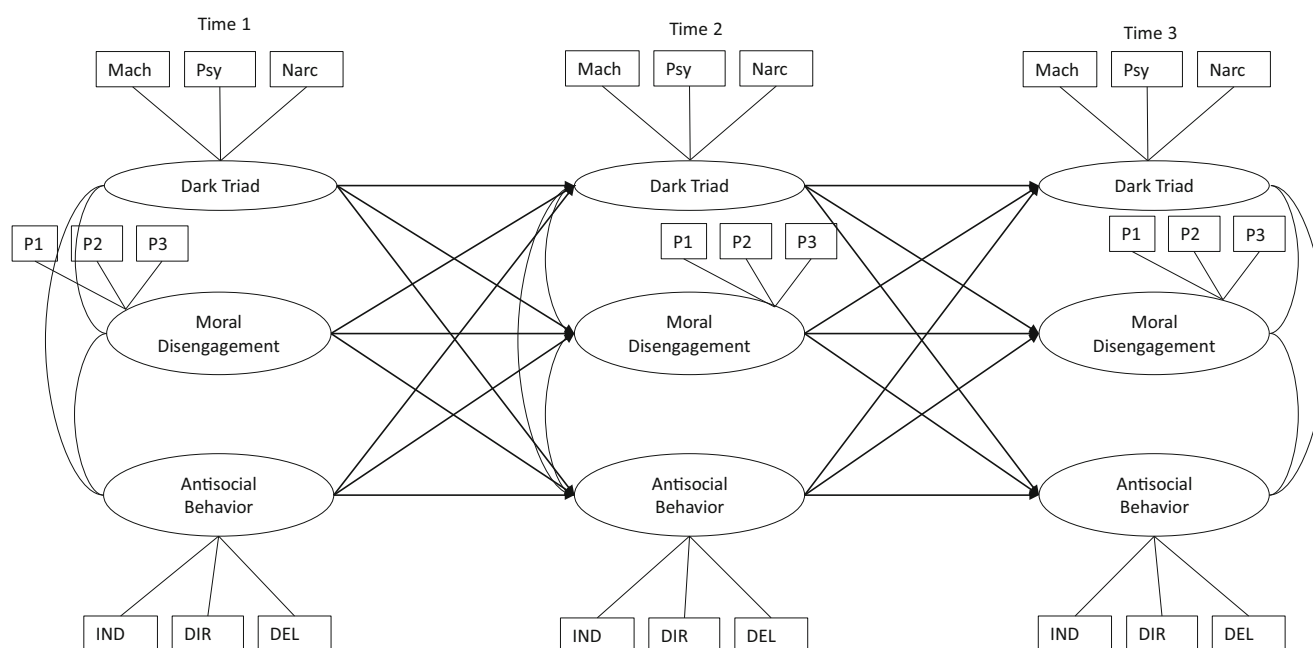 Time 1
Time 2
Time 3
Mach Psy Narc
Mach Psy Narc
Mach Psy Narc
Dark Triad
Dark Triad
Dark Triad
P1 P2 P3
P1 P2 P3
P1 P2 P3
Moral
Disengagement
Moral
Disengagement
Moral
Disengagement
Antisocial
Behavior
Antisocial
Behavior
Antisocial
Behavior
IND DIR DEL
IND DIR DEL
IND DIR DEL